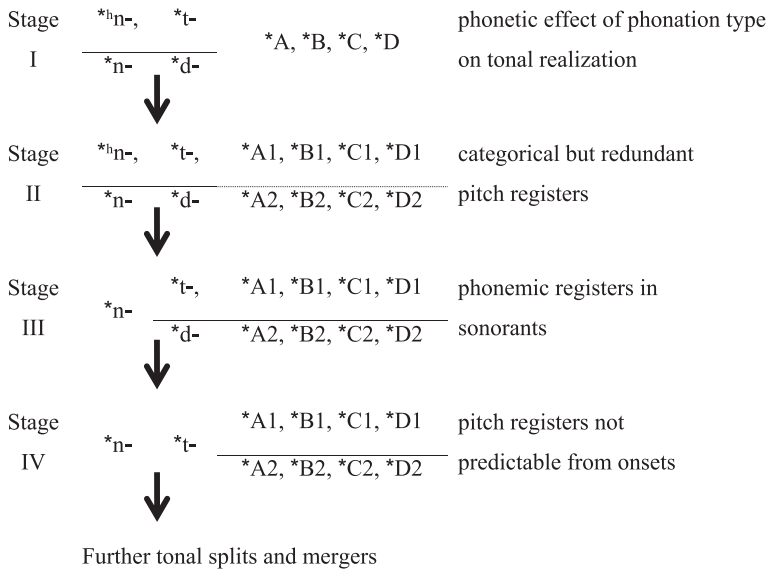 Stage *ʰn-, *t- phonetic effect of phonation type
*A, *B, *C, *D
I *n- *d- on tonal realization
Stage *ʰn-, *t-, *A1, *B1, *C1, *D1 categorical but redundant
II *n- *d- *A2, *B2, *C2, *D2 pitch registers
Stage *t-, *A1, *B1, *C1, *D1 phonemic registers in
*n-
III *d- *A2, *B2, *C2, *D2 sonorants
Stage *A1, *B1, *C1, *D1 pitch registers not
*n- *t-
IV *A2, *B2, *C2, *D2 predictable from onsets
Further tonal splits and mergers